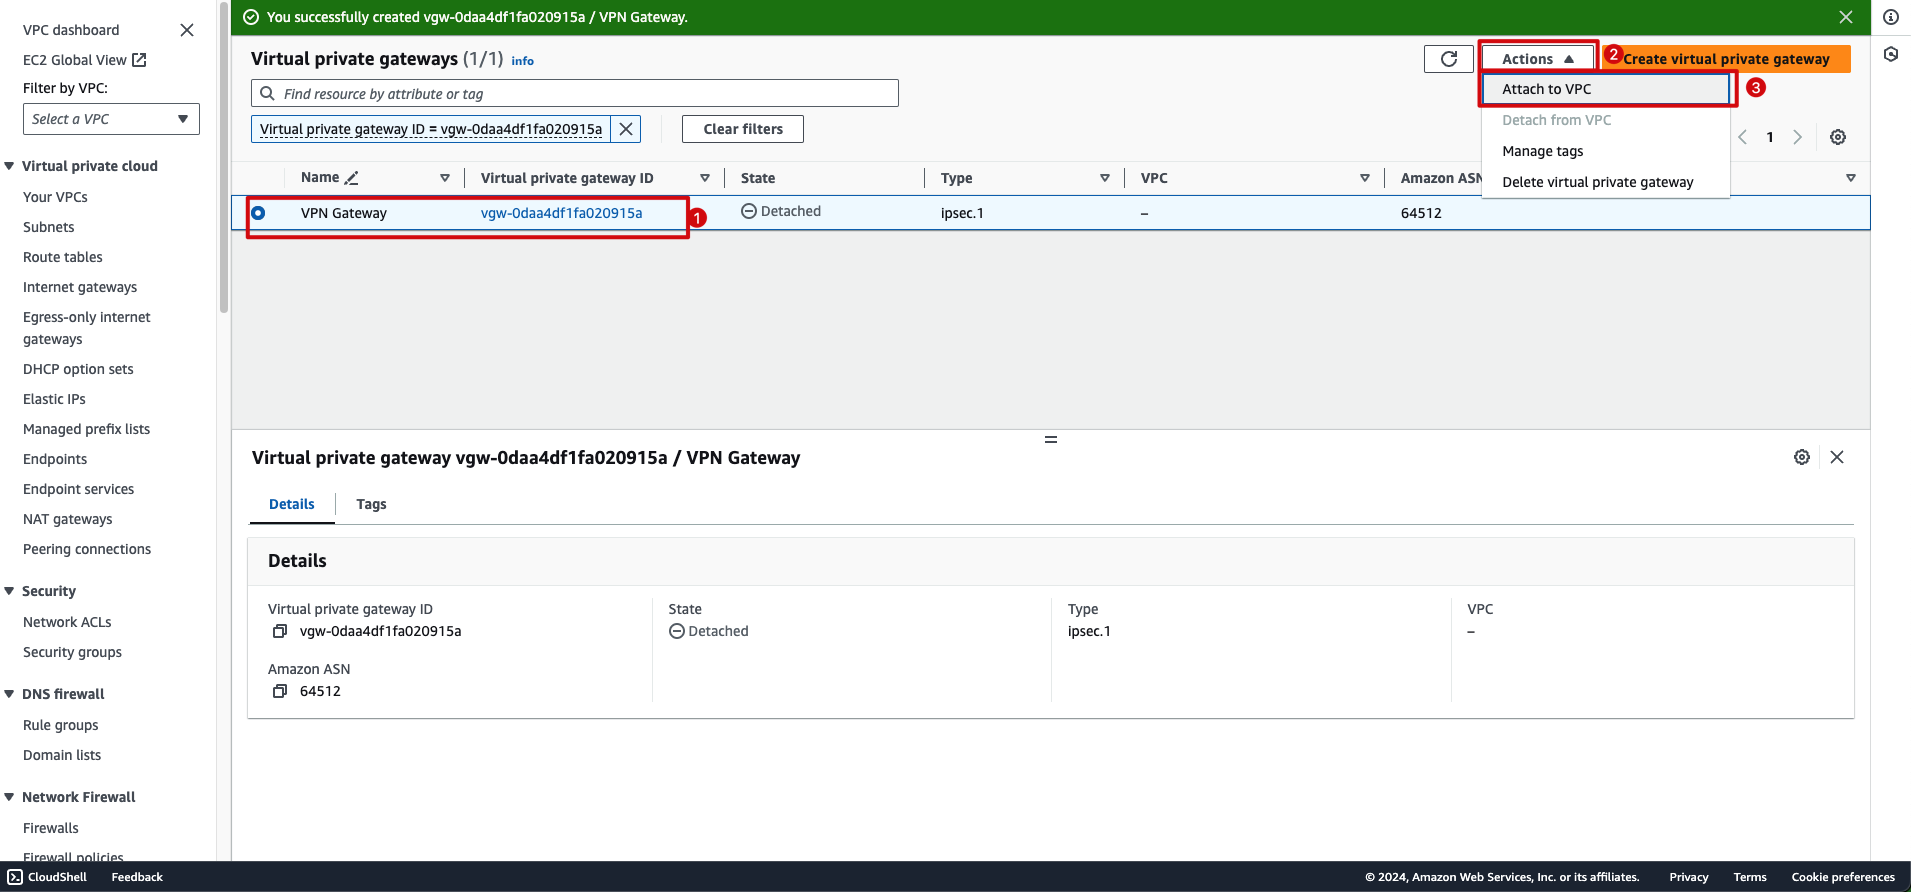 You successfully created vgw-0daa4df1fa020915a / VPN Gateway.
VPC dashboard
EC2 Global View
Filter by VPC:
Select a VPC
Virtual private cloud
Your VPCs
Subnets
Route tables
Internet gateways
Egress-only internet
gateways
DHCP option sets
Elastic IPs
Managed prefix lists
Endpoints
Endpoint services
NAT gateways
Peering connections
Security
Network ACLs
Security groups
DNS firewall
Rule groups
Domain lists
Network Firewall
Firewalls
Firewall policies
Virtual private gateways (1/1) info
Actions 2 Create virtual private gateway
Find resource by attribute or tag
Attach to VPC 3
Detach from VPC
Manage tags
Delete virtual private gateway
Virtual private gateway ID = vgw-0daa4df1fa020915a
Clear filters
1
Name Virtual private gateway ID State Type VPC Amazon ASN
VPN Gateway vgw-0daa4df1fa020915a 1 Detached ipsec.1 – 64512
Virtual private gateway vgw-0daa4df1fa020915a / VPN Gateway
Details Tags
Details
Virtual private gateway ID State Type VPC
vgw-0daa4df1fa020915a Detached ipsec.1 –
Amazon ASN
64512
CloudShell Feedback © 2024, Amazon Web Services, Inc. or its affiliates. Privacy Terms Cookie preferences